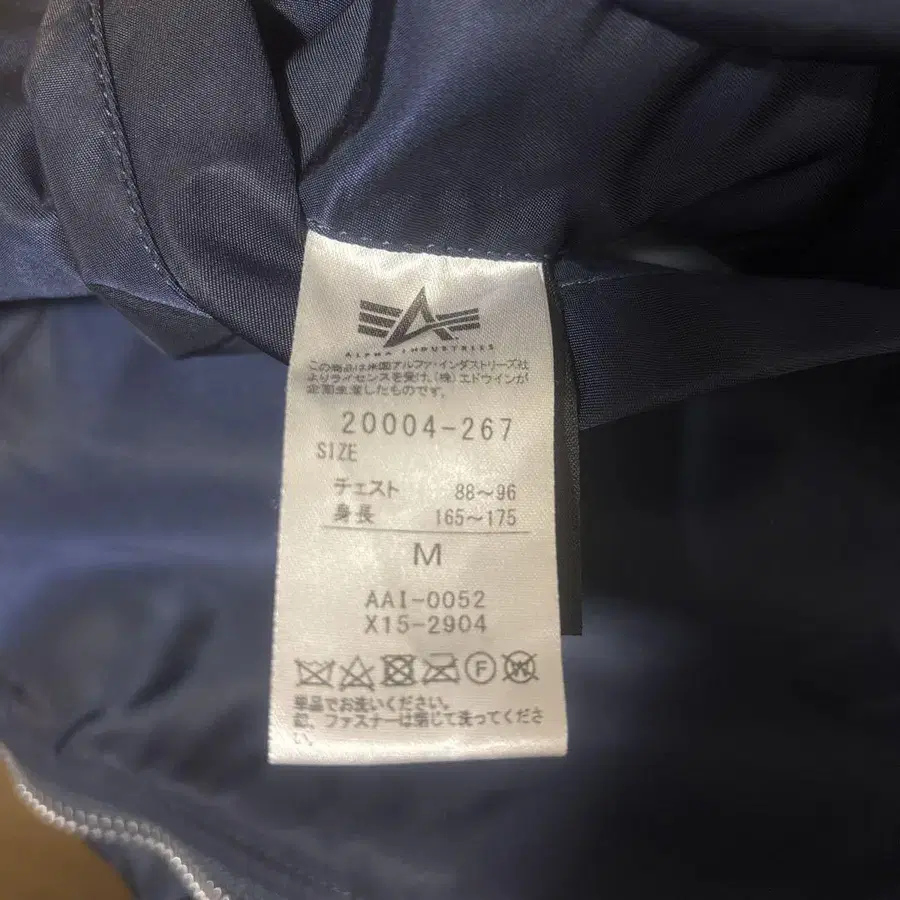 ALPHA INDUSTRIES
この商品は米国アルファ・インダストリーズ社
よりライセンスを受け、(株)エドウインが
企画生産したものです。
20004-267
SIZE
チェスト 88～96
身長 165～175
M
AAI-0052
X15-2904
F
W
単品でお洗いください。
釦、ファスナーは閉じて洗ってくださ
い。